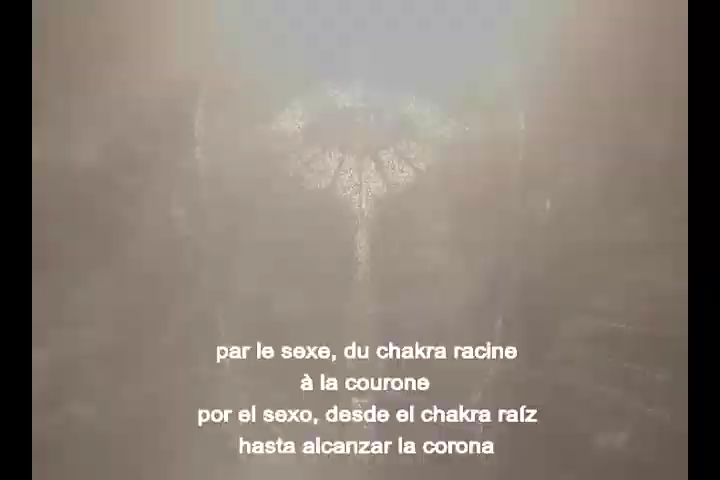 par le sexe, du chakra racine
à la courone
por el sexo, desde el chakra raíz
hasta alcanzar la corona